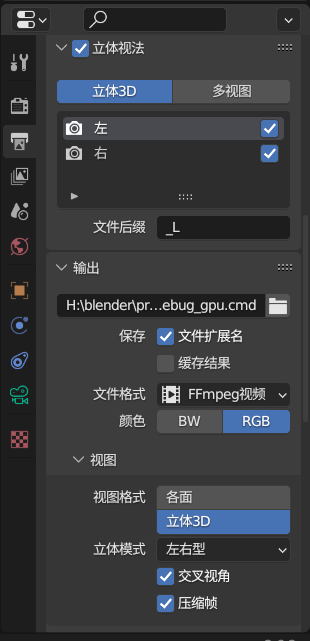 立体视法
立体3D 多视图
左
右
文件后缀 _L
输出
H:\blender\pr...ebug_gpu.cmd
保存 文件扩展名
缓存结果
文件格式 FFmpeg视频
颜色 BW RGB
视图
视图格式 各面
立体3D
立体模式 左右型
交叉视角
压缩帧